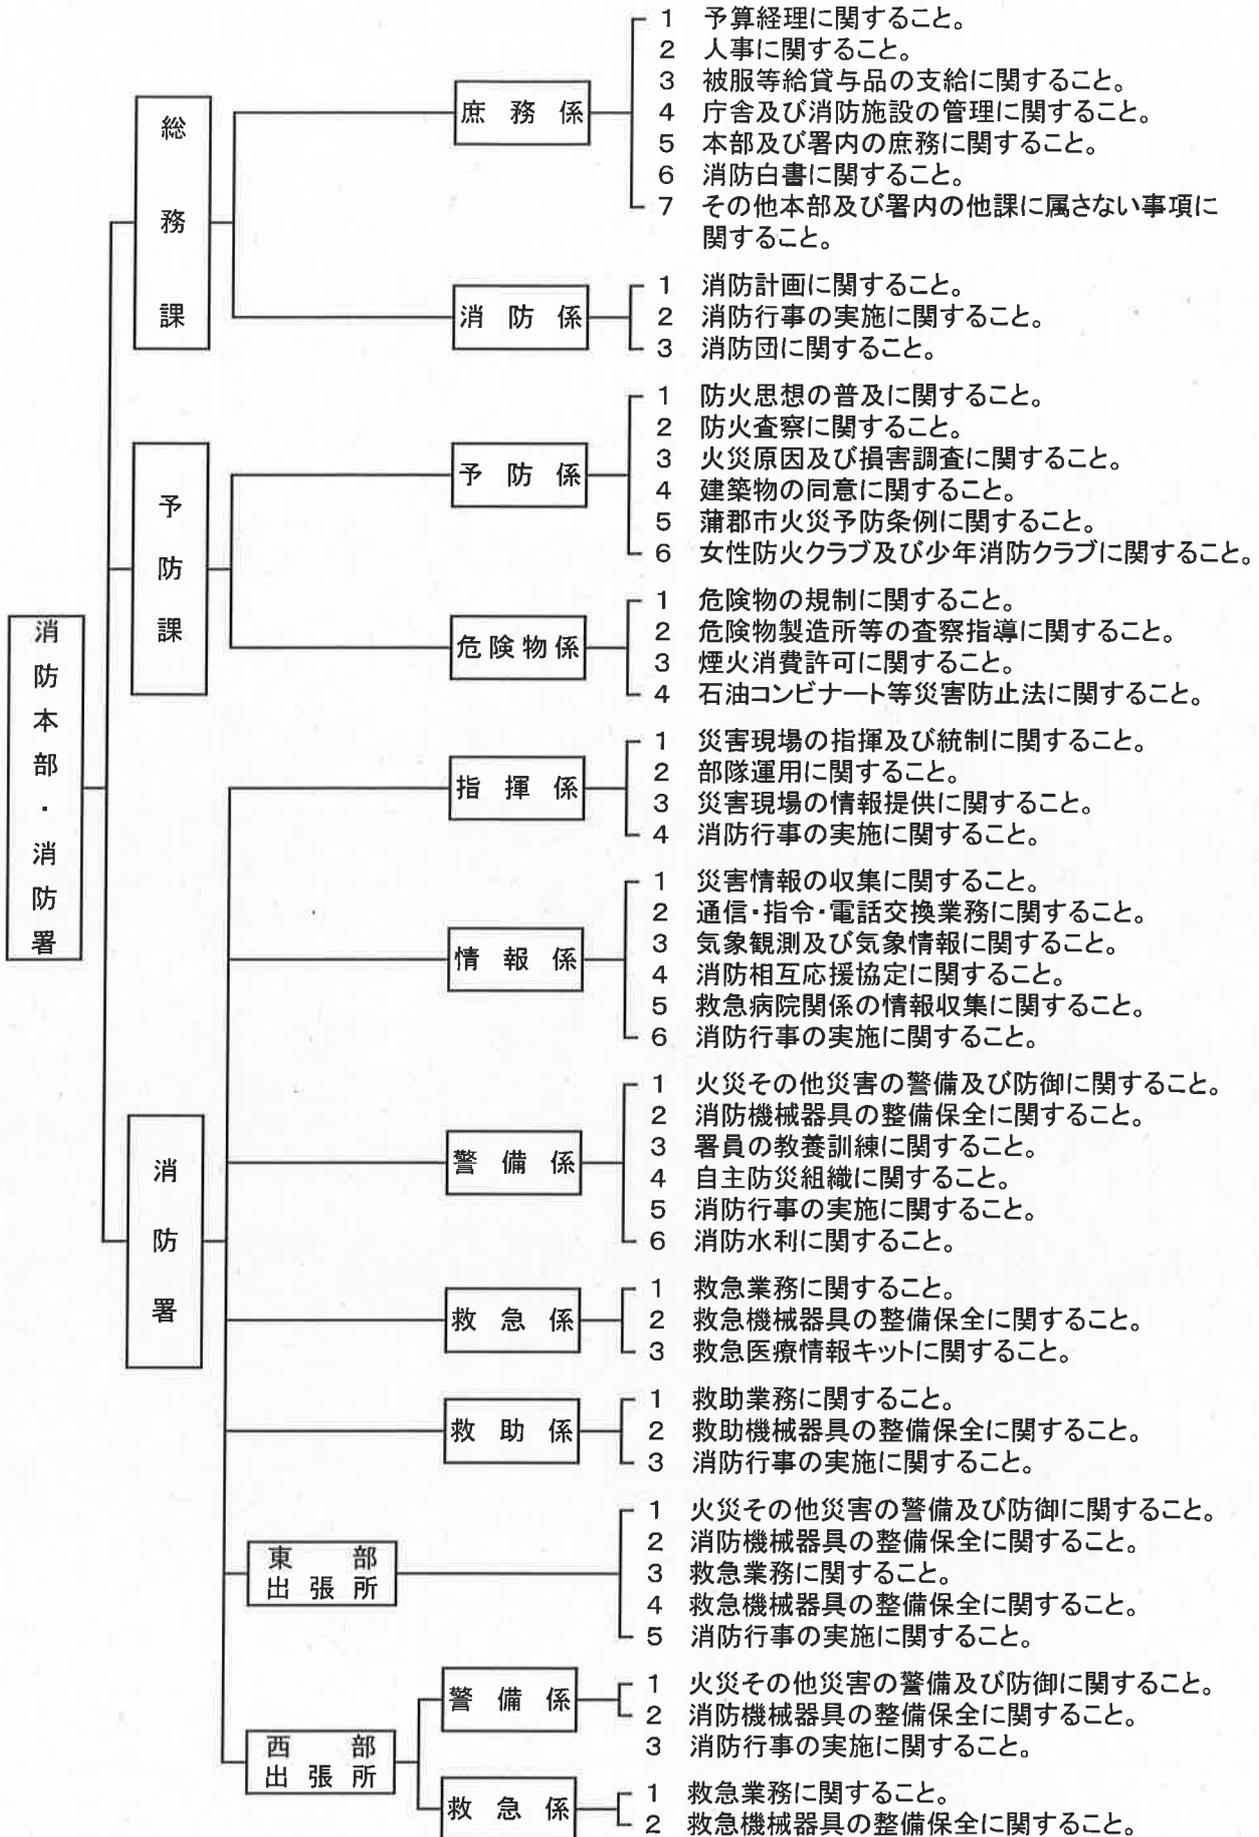 消防本部・消防署
総務課
庶務係
1 予算経理に関すること。
2 人事に関すること。
3 被服等給貸与品の支給に関すること。
4 庁舎及び消防施設の管理に関すること。
5 本部及び署内の庶務に関すること。
6 消防白書に関すること。
7 その他本部及び署内の他課に属さない事項に
関すること。
消防係
1 消防計画に関すること。
2 消防行事の実施に関すること。
3 消防団に関すること。
予防課
予防係
1 防火思想の普及に関すること。
2 防火査察に関すること。
3 火災原因及び損害調査に関すること。
4 建築物の同意に関すること。
5 蒲郡市火災予防条例に関すること。
6 女性防火クラブ及び少年消防クラブに関すること。
危険物係
1 危険物の規制に関すること。
2 危険物製造所等の査察指導に関すること。
3 煙火消費許可に関すること。
4 石油コンビナート等災害防止法に関すること。
消防署
指揮係
1 災害現場の指揮及び統制に関すること。
2 部隊運用に関すること。
3 災害現場の情報提供に関すること。
4 消防行事の実施に関すること。
情報係
1 災害情報の収集に関すること。
2 通信・指令・電話交換業務に関すること。
3 気象観測及び気象情報に関すること。
4 消防相互応援協定に関すること。
5 救急病院関係の情報収集に関すること。
6 消防行事の実施に関すること。
警備係
1 火災その他災害の警備及び防御に関すること。
2 消防機械器具の整備保全に関すること。
3 署員の教養訓練に関すること。
4 自主防災組織に関すること。
5 消防行事の実施に関すること。
6 消防水利に関すること。
救急係
1 救急業務に関すること。
2 救急機械器具の整備保全に関すること。
3 救急医療情報キットに関すること。
救助係
1 救助業務に関すること。
2 救助機械器具の整備保全に関すること。
3 消防行事の実施に関すること。
東部
出張所
1 火災その他災害の警備及び防御に関すること。
2 消防機械器具の整備保全に関すること。
3 救急業務に関すること。
4 救急機械器具の整備保全に関すること。
5 消防行事の実施に関すること。
西部
出張所
警備係
1 火災その他災害の警備及び防御に関すること。
2 消防機械器具の整備保全に関すること。
3 消防行事の実施に関すること。
救急係
1 救急業務に関すること。
2 救急機械器具の整備保全に関すること。